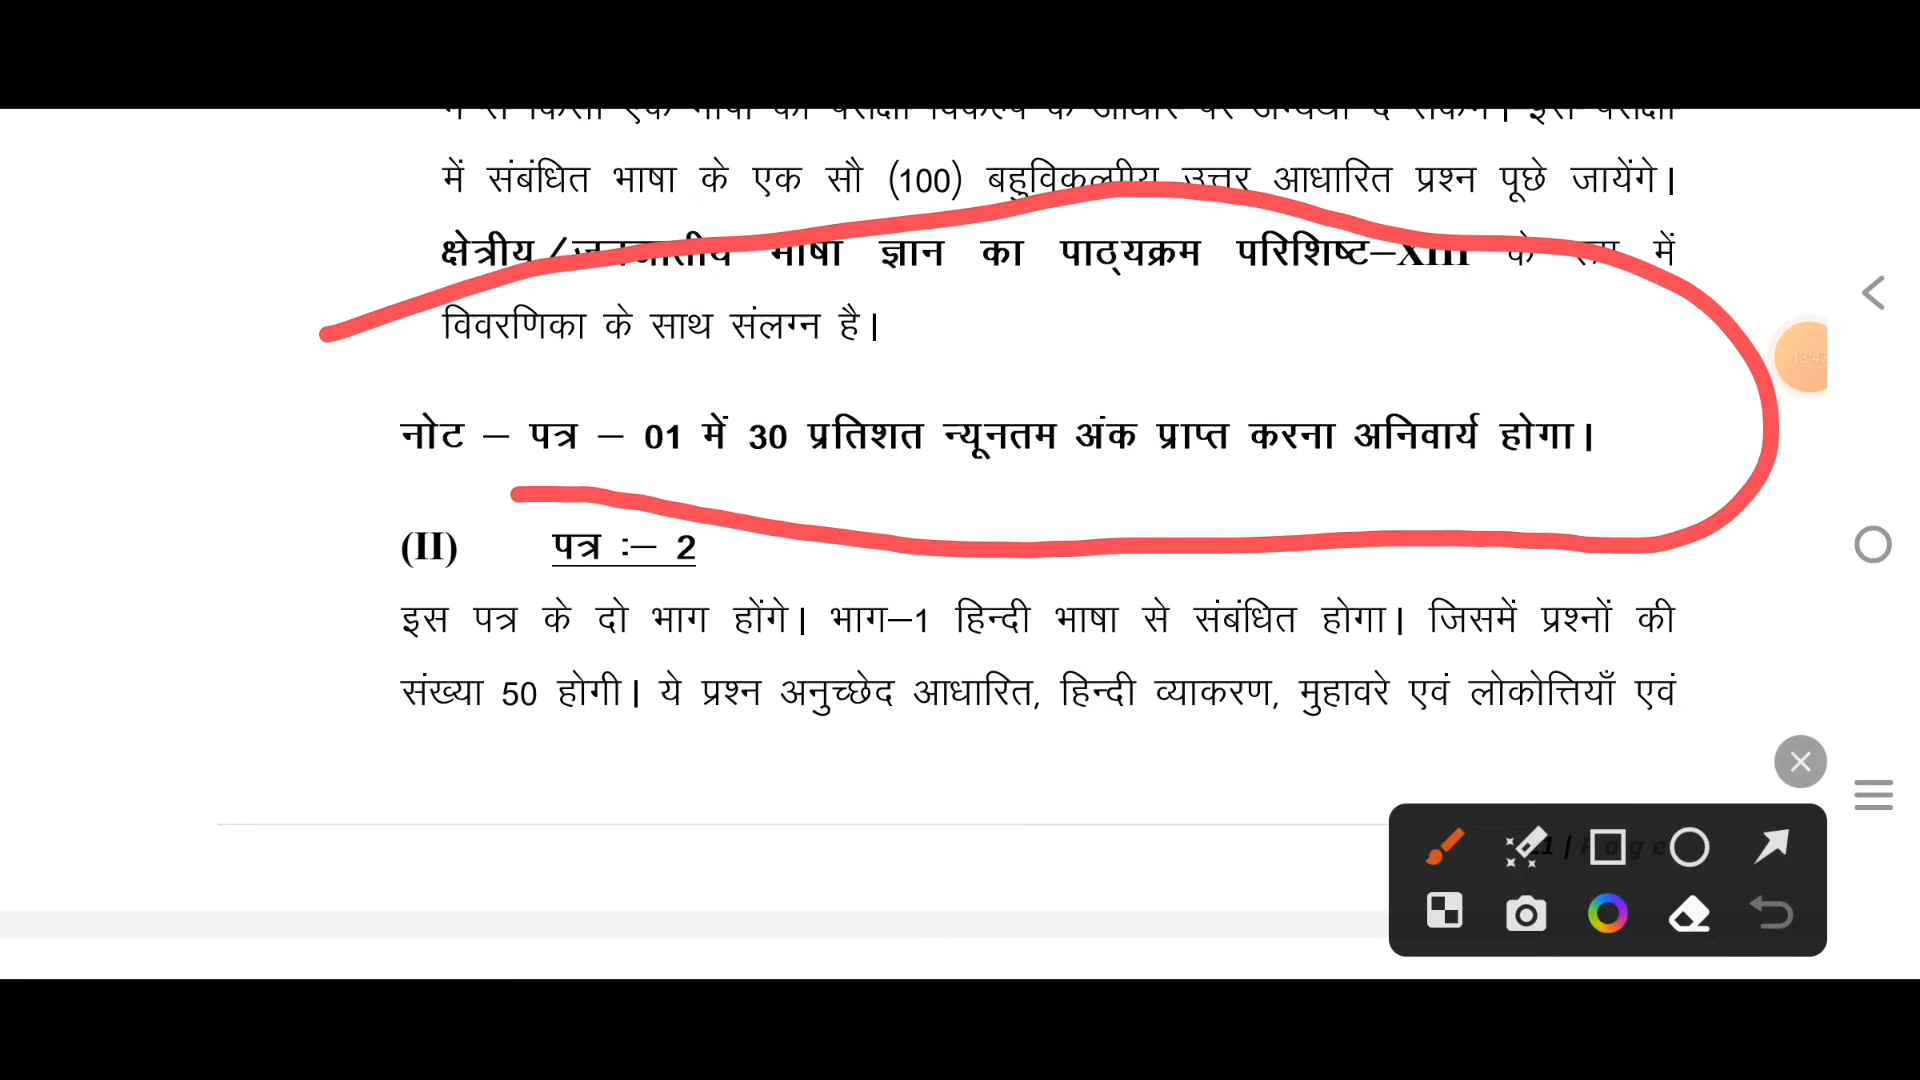 में संबंधित भाषा के एक सौ (100) बहुविकल्पीय उत्तर आधारित प्रश्न पूछे जायेंगे।
क्षेत्रीय/जनजातीय भाषा ज्ञान का पाठ्यक्रम परिशिष्ट–XIII के रूप में
विवरणिका के साथ संलग्न है।
नोट – पत्र – 01 में 30 प्रतिशत न्यूनतम अंक प्राप्त करना अनिवार्य होगा।
(II) पत्र :– 2
इस पत्र के दो भाग होंगे। भाग–1 हिन्दी भाषा से संबंधित होगा। जिसमें प्रश्नों की
संख्या 50 होगी। ये प्रश्न अनुच्छेद आधारित, हिन्दी व्याकरण, मुहावरे एवं लोकोत्तियाँ एवं